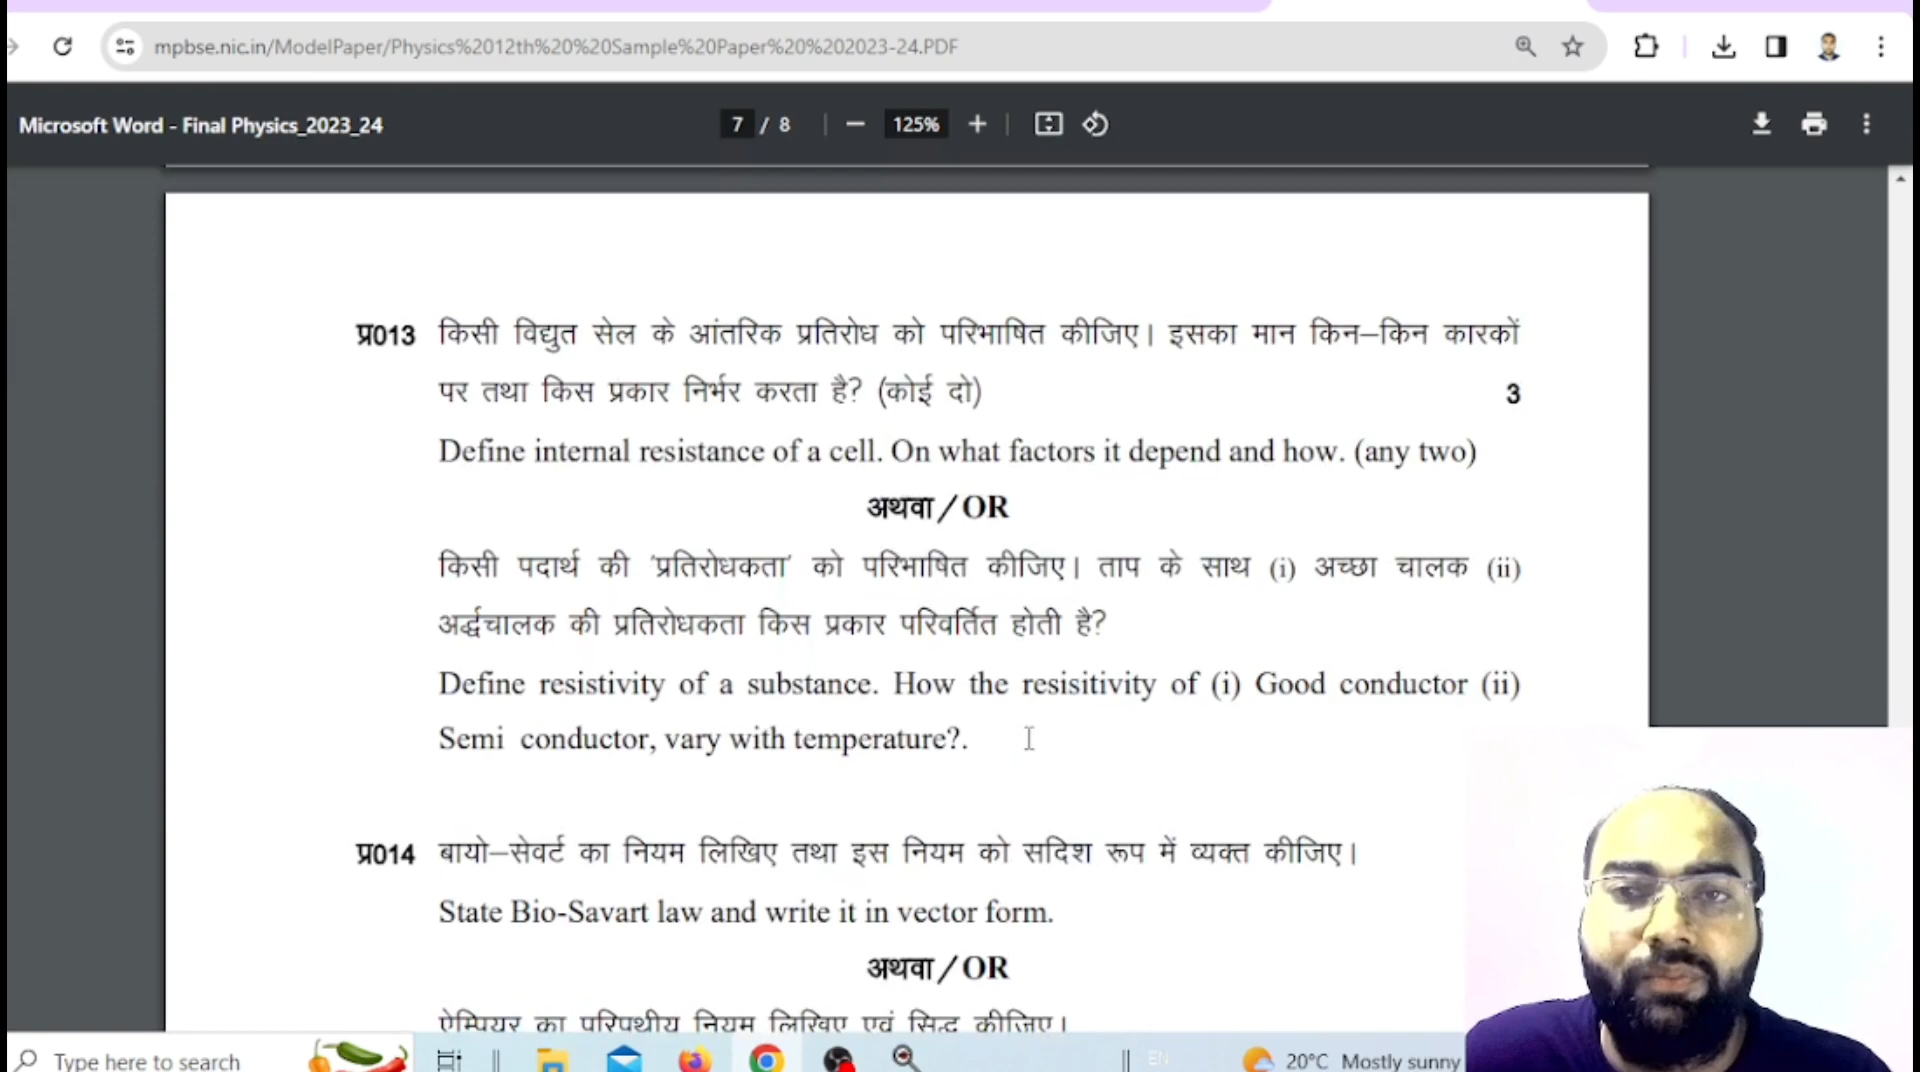 mpbse.nic.in/ModelPaper/Physics%2012th%20%20Sample%20Paper%20%202023-24.PDF
Microsoft Word - Final Physics_2023_24
7 / 8
125%
प्र013 किसी विद्युत सेल के आंतरिक प्रतिरोध को परिभाषित कीजिए। इसका मान किन–किन कारकों
पर तथा किस प्रकार निर्भर करता है? (कोई दो) 3
Define internal resistance of a cell. On what factors it depend and how. (any two)
अथवा/OR
किसी पदार्थ की 'प्रतिरोधकता' को परिभाषित कीजिए। ताप के साथ (i) अच्छा चालक (ii)
अर्द्धचालक की प्रतिरोधकता किस प्रकार परिवर्तित होती है?
Define resistivity of a substance. How the resisitivity of (i) Good conductor (ii)
Semi conductor, vary with temperature?.
प्र014 बायो–सेवर्ट का नियम लिखिए तथा इस नियम को सदिश रूप में व्यक्त कीजिए।
State Bio-Savart law and write it in vector form.
अथवा/OR
ऐम्पियर का परिपथीय नियम लिखिए एवं सिद्ध कीजिए।
Type here to search
EN
20°C Mostly sunny